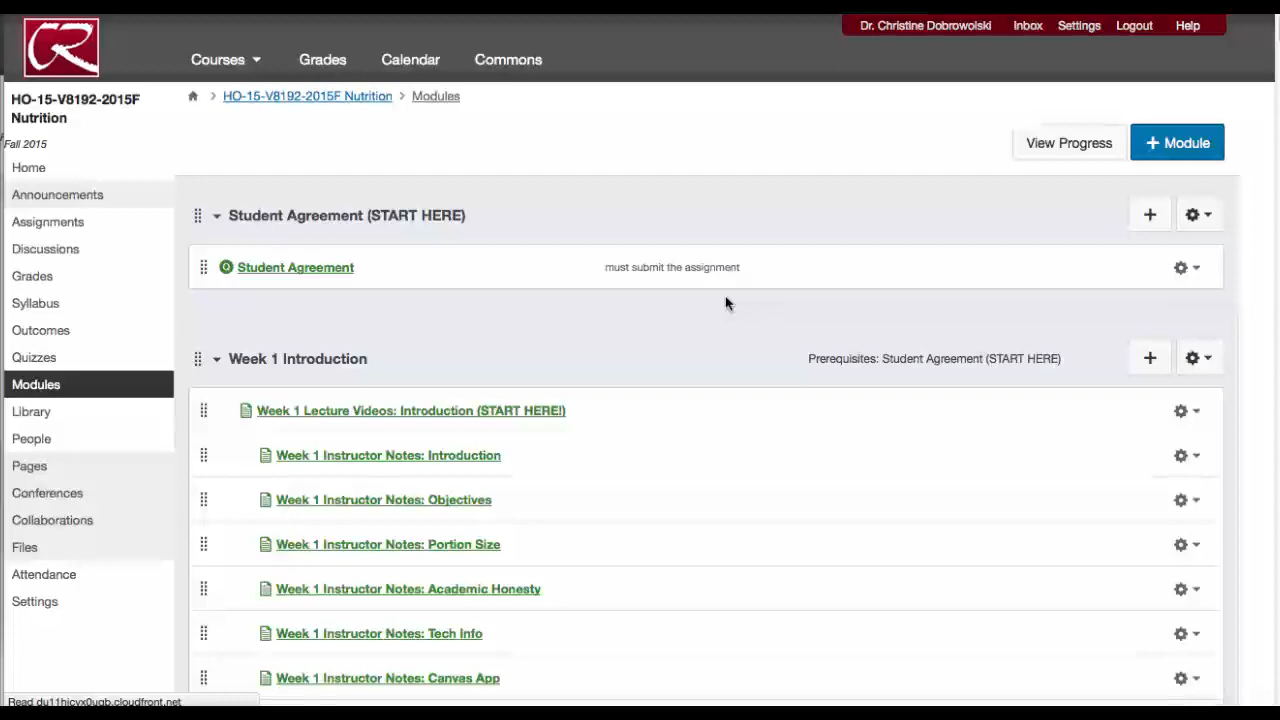 Dr. Christine Dobrowolski Inbox Settings Logout Help
Courses Grades Calendar Commons
HO-15-V8192-2015F Nutrition
Fall 2015
Home
Announcements
Assignments
Discussions
Grades
Syllabus
Outcomes
Quizzes
Modules
Library
People
Pages
Conferences
Collaborations
Files
Attendance
Settings
> HO-15-V8192-2015F Nutrition > Modules
View Progress + Module
Student Agreement (START HERE)
Student Agreement must submit the assignment
Week 1 Introduction Prerequisites: Student Agreement (START HERE)
Week 1 Lecture Videos: Introduction (START HERE!)
Week 1 Instructor Notes: Introduction
Week 1 Instructor Notes: Objectives
Week 1 Instructor Notes: Portion Size
Week 1 Instructor Notes: Academic Honesty
Week 1 Instructor Notes: Tech Info
Week 1 Instructor Notes: Canvas App